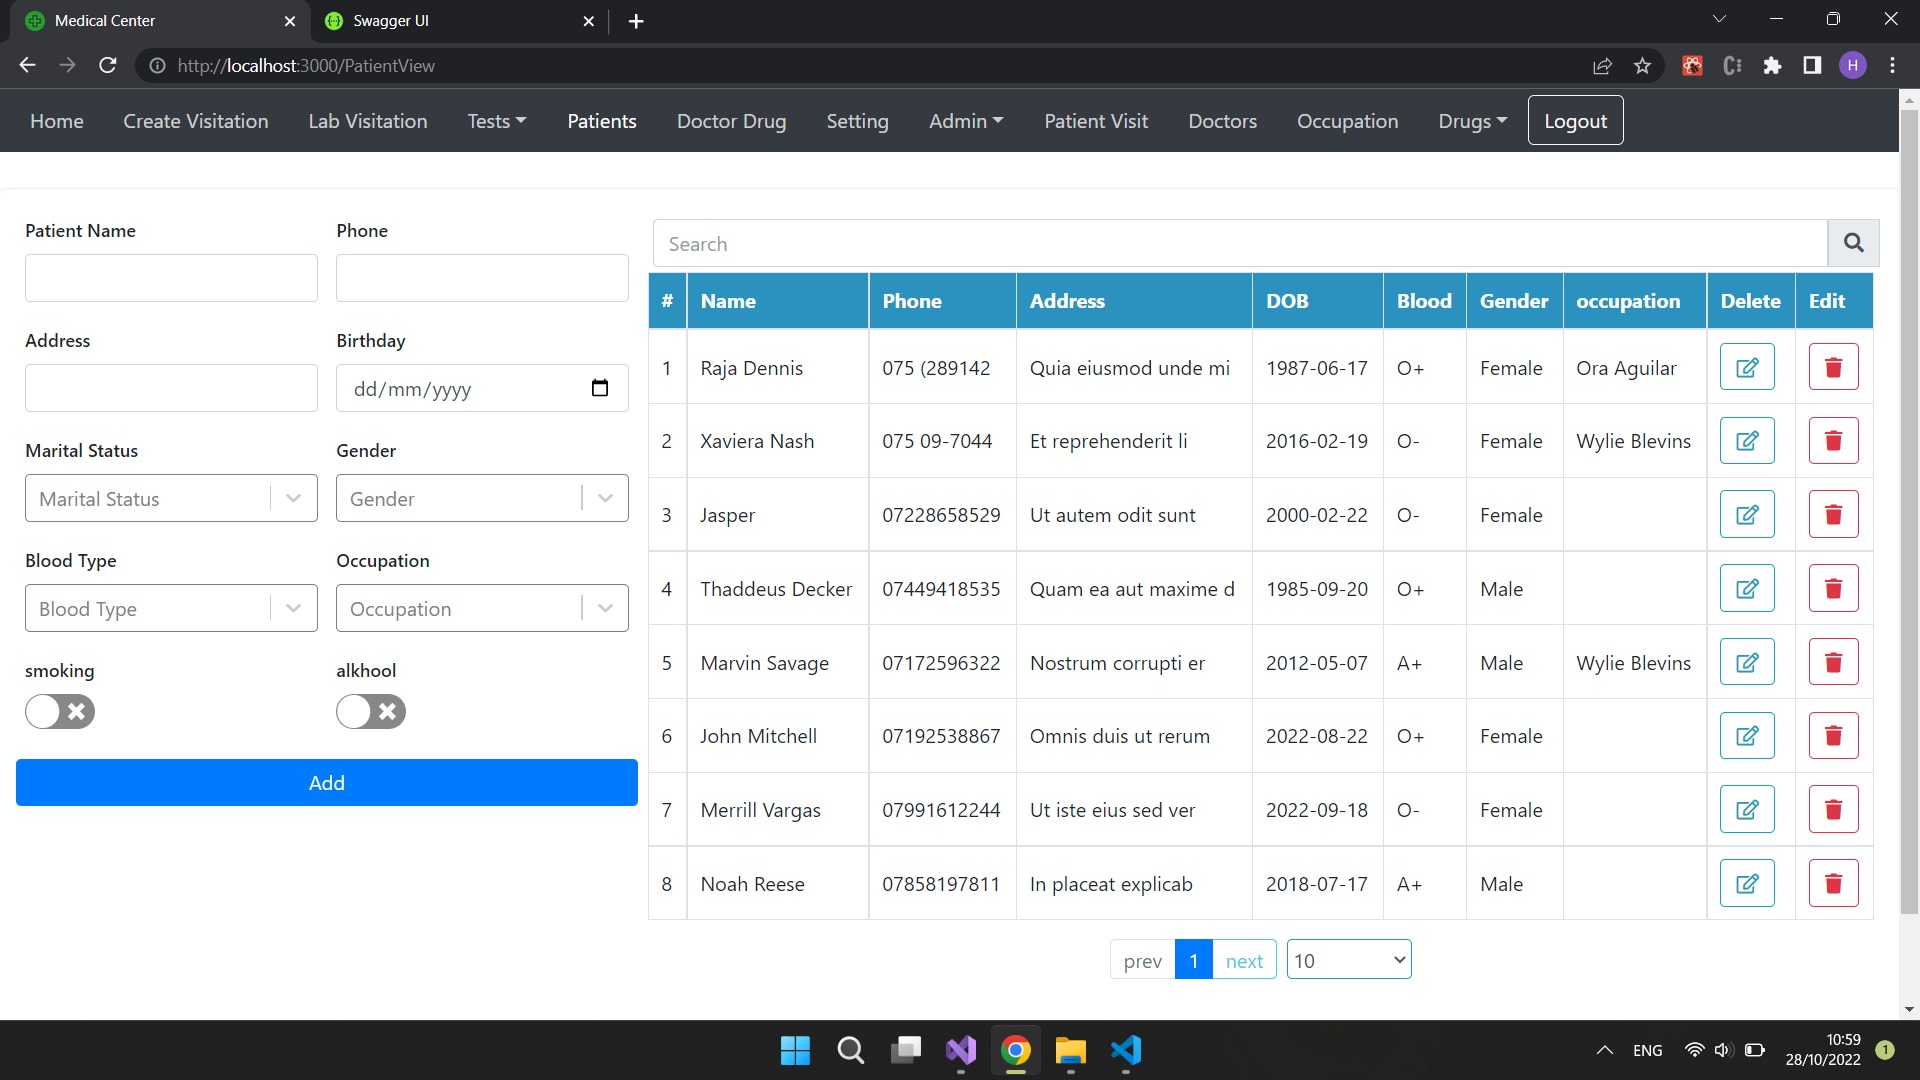 Medical Center
Swagger UI
http://localhost:3000/PatientView
H
Home Create Visitation Lab Visitation Tests Patients Doctor Drug Setting Admin Patient Visit Doctors Occupation Drugs Logout
Patient Name Phone
Address Birthday
dd/mm/yyyy
Marital Status Gender
Marital Status Gender
Blood Type Occupation
Blood Type Occupation
smoking alkhool
Add
Search
# Name Phone Address DOB Blood Gender occupation Delete Edit
1 Raja Dennis 075 (289142 Quia eiusmod unde mi 1987-06-17 O+ Female Ora Aguilar
2 Xaviera Nash 075 09-7044 Et reprehenderit li 2016-02-19 O- Female Wylie Blevins
3 Jasper 07228658529 Ut autem odit sunt 2000-02-22 O- Female
4 Thaddeus Decker 07449418535 Quam ea aut maxime d 1985-09-20 O+ Male
5 Marvin Savage 07172596322 Nostrum corrupti er 2012-05-07 A+ Male Wylie Blevins
6 John Mitchell 07192538867 Omnis duis ut rerum 2022-08-22 O+ Female
7 Merrill Vargas 07991612244 Ut iste eius sed ver 2022-09-18 O- Female
8 Noah Reese 07858197811 In placeat explicab 2018-07-17 A+ Male
prev 1 next 10
ENG
10:59
28/10/2022
1